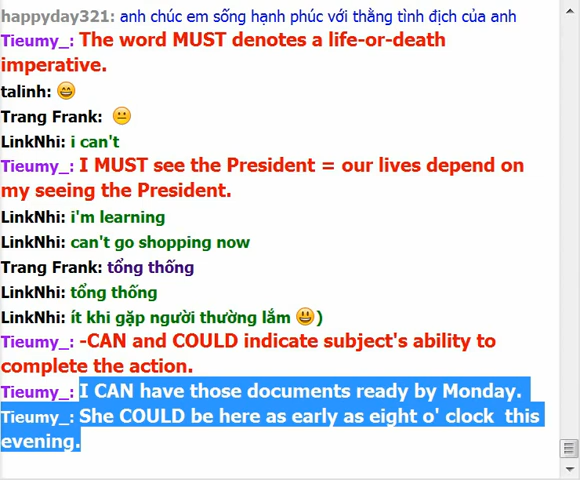 happyday321: anh chúc em sống hạnh phúc với thằng tình địch của anh
Tieumy_: The word MUST denotes a life-or-death
imperative.
talinh: 😄
Trang Frank: 😐
LinkNhi: i can't
Tieumy_: I MUST see the President = our lives depend on
my seeing the President.
LinkNhi: i'm learning
LinkNhi: can't go shopping now
Trang Frank: tổng thống
LinkNhi: tổng thống
LinkNhi: ít khi gặp người thường lắm 😃)
Tieumy_: -CAN and COULD indicate subject's ability to
complete the action.
Tieumy_: I CAN have those documents ready by Monday.
Tieumy_: She COULD be here as early as eight o' clock  this
evening.